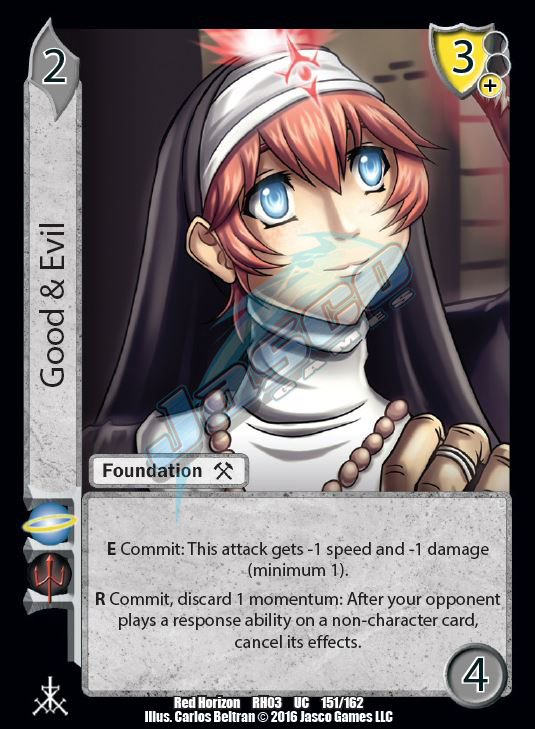 2
3
+
Good & Evil
JASCO
GAMES
Foundation
E Commit: This attack gets -1 speed and -1 damage
(minimum 1).
R Commit, discard 1 momentum: After your opponent
plays a response ability on a non-character card,
cancel its effects.
4
Red Horizon RH03 UC 151/162
Illus. Carlos Beltran © 2016 Jasco Games LLC